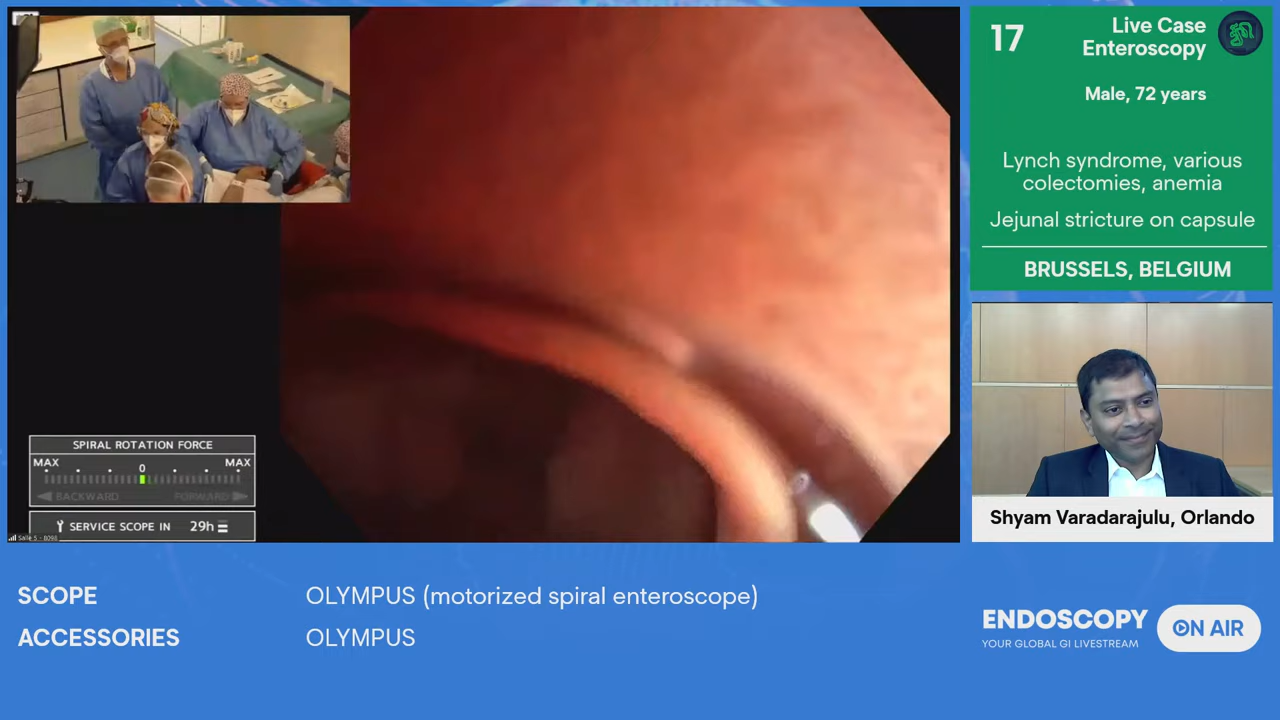 SPIRAL ROTATION FORCE
MAX 0 MAX
BACKWARD FORWARD
SERVICE SCOPE IN 29h
17
Live Case
Enteroscopy
Male, 72 years
Lynch syndrome, various
colectomies, anemia
Jejunal stricture on capsule
BRUSSELS, BELGIUM
Shyam Varadarajulu, Orlando
SCOPE OLYMPUS (motorized spiral enteroscope)
ACCESSORIES OLYMPUS
ENDOSCOPY
YOUR GLOBAL GI LIVESTREAM
ON AIR